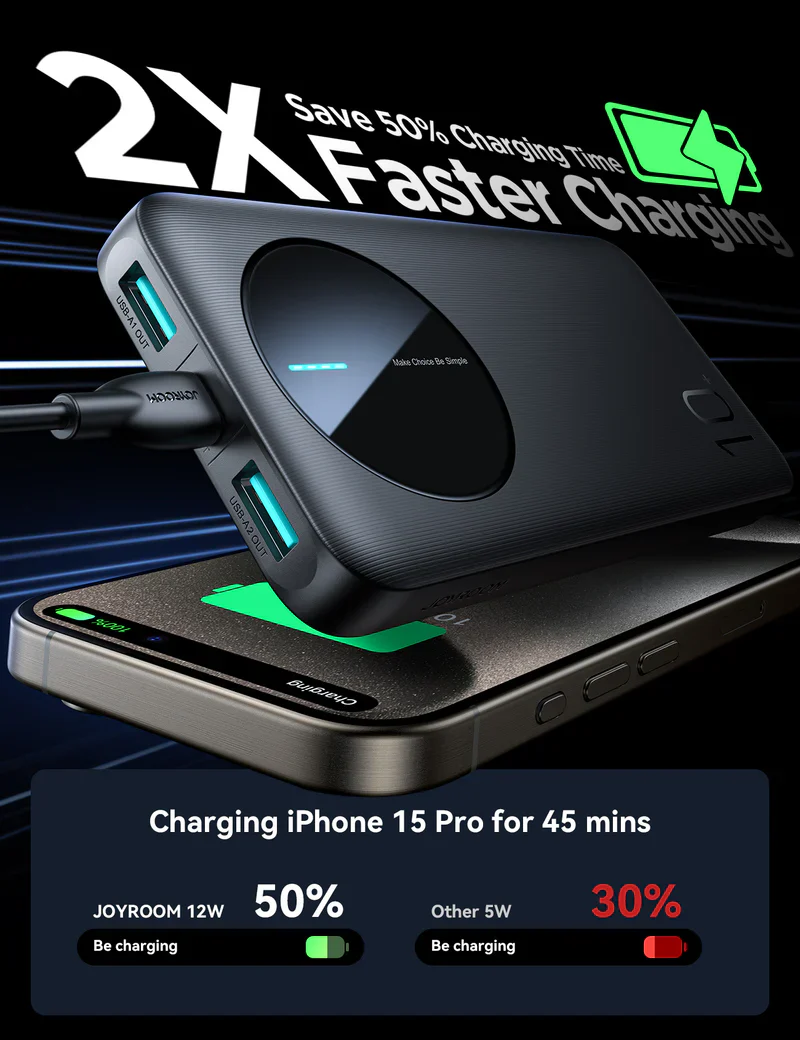 2X
Save 50% Charging Time
Faster Charging
USB-A1 OUT
JOYROOM
Make Choice Be Simple
10
USB-A2 OUT
JOYROOM
10
100%
Charging
Charging iPhone 15 Pro for 45 mins
JOYROOM 12W 50%
Be charging
Other 5W 30%
Be charging